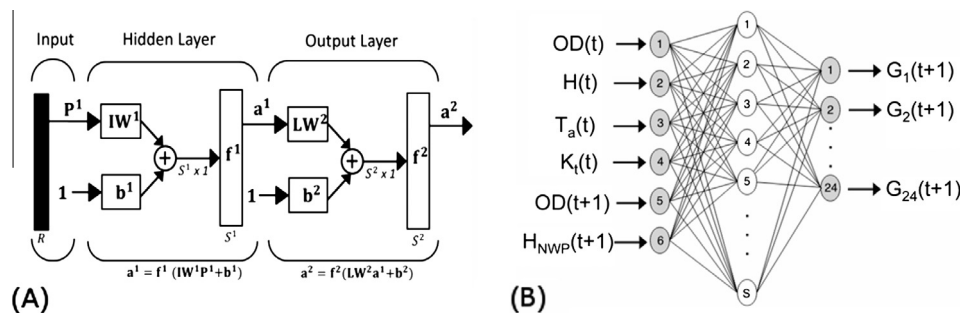 Input Hidden Layer Output Layer
P¹ IW¹ a¹ LW² a²
+ f¹ + f²
S¹ x 1 S² x 1
1 b¹ 1 b²
R S¹ S²
a¹ = f¹ (IW¹P¹+b¹) a² = f²(LW²a¹+b²)
(A)
OD(t) 1
H(t) 2
Ta(t) 3
Kt(t) 4
OD(t+1) 5
HNWP(t+1) 6
1
2
3
4
5
S
1 G1(t+1)
2 G2(t+1)
24 G24(t+1)
(B)